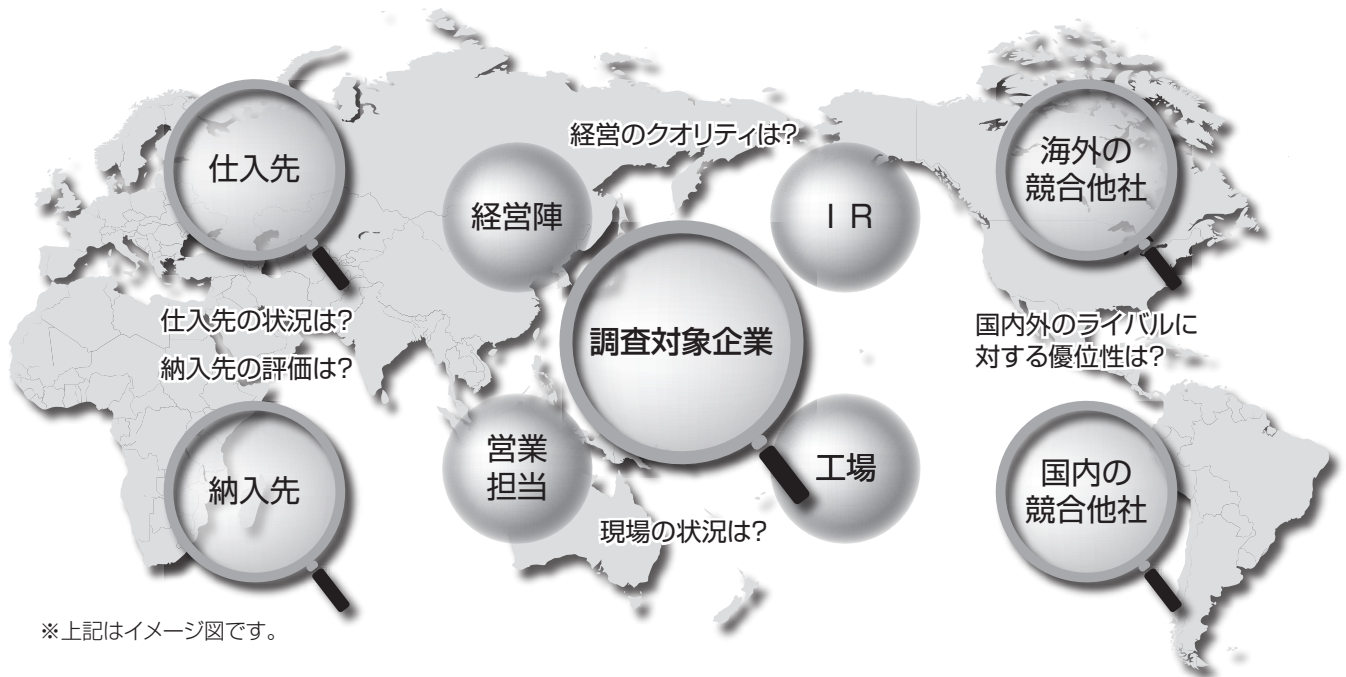 経営のクオリティは?
仕入先
経営陣
I R
海外の
競合他社
調査対象企業
仕入先の状況は?
納入先の評価は?
国内外のライバルに
対する優位性は?
納入先
営業
担当
工場
国内の
競合他社
現場の状況は?
※上記はイメージ図です。